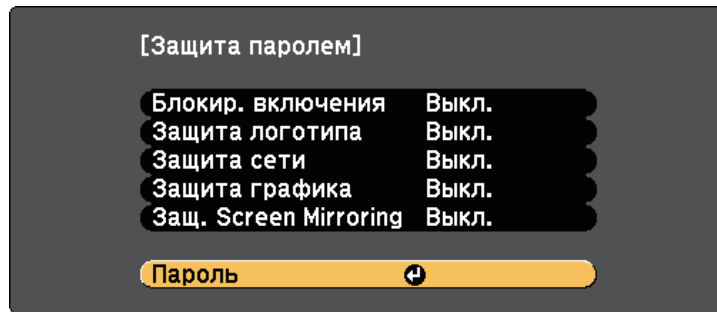 [Защита паролем]
Блокир. включения Выкл.
Защита логотипа Выкл.
Защита сети Выкл.
Защита графика Выкл.
Защ. Screen Mirroring Выкл.
Пароль